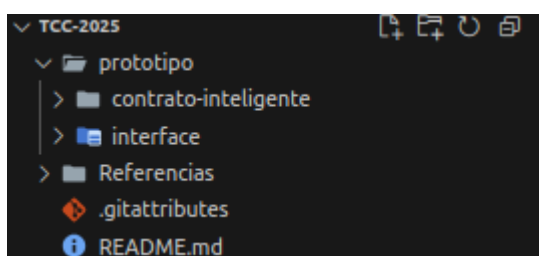 TCC-2025
prototipo
contrato-inteligente
interface
Referencias
.gitattributes
README.md